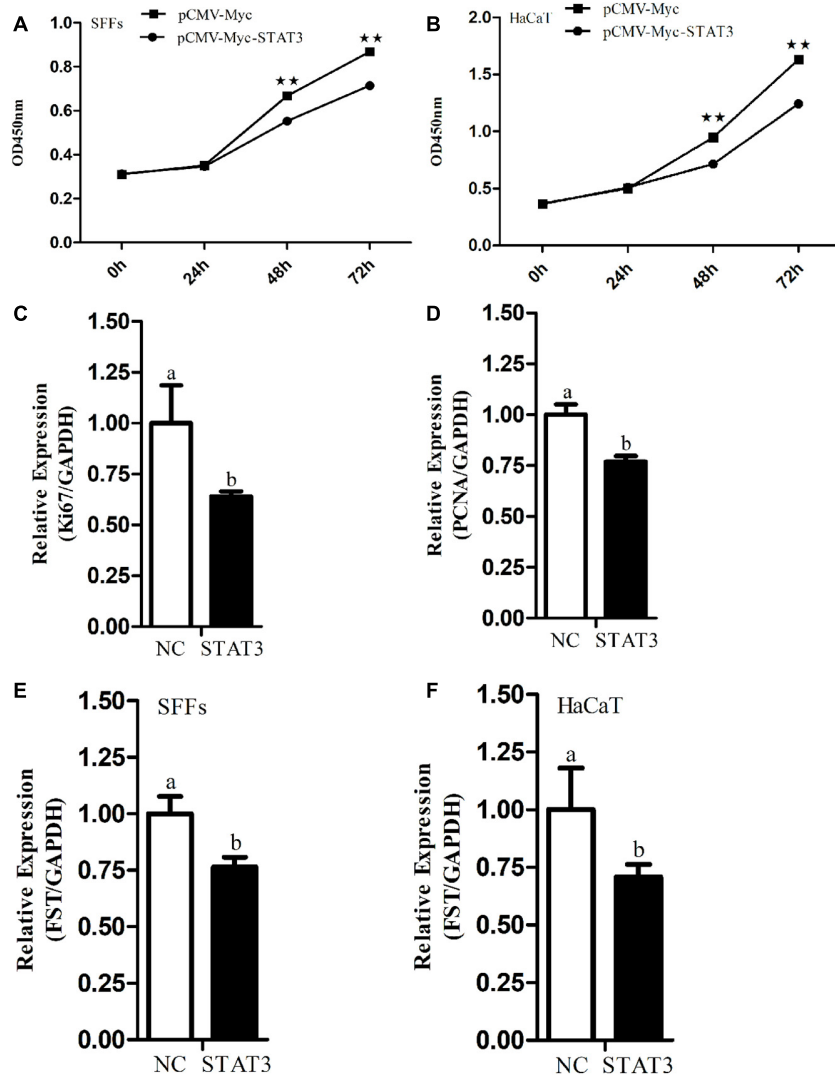 A
SFFs
pCMV-Myc
pCMV-Myc-STAT3
OD450nm
1.0
0.8
0.6
0.4
0.2
0.0
★★
★★
0h
24h
48h
72h
B
HaCaT
pCMV-Myc
pCMV-Myc-STAT3
OD450nm
2.0
1.5
1.0
0.5
0.0
★★
★★
0h
24h
48h
72h
C
Relative Expression
(Ki67/GAPDH)
1.50
1.25
1.00
0.75
0.50
0.25
0.00
a
b
NC STAT3
D
Relative Expression
(PCNA/GAPDH)
1.50
1.25
1.00
0.75
0.50
0.25
0.00
a
b
NC STAT3
E
SFFs
Relative Expression
(FST/GAPDH)
1.50
1.25
1.00
0.75
0.50
0.25
0.00
a
b
NC STAT3
F
HaCaT
Relative Expression
(FST/GAPDH)
1.50
1.25
1.00
0.75
0.50
0.25
0.00
a
b
NC STAT3